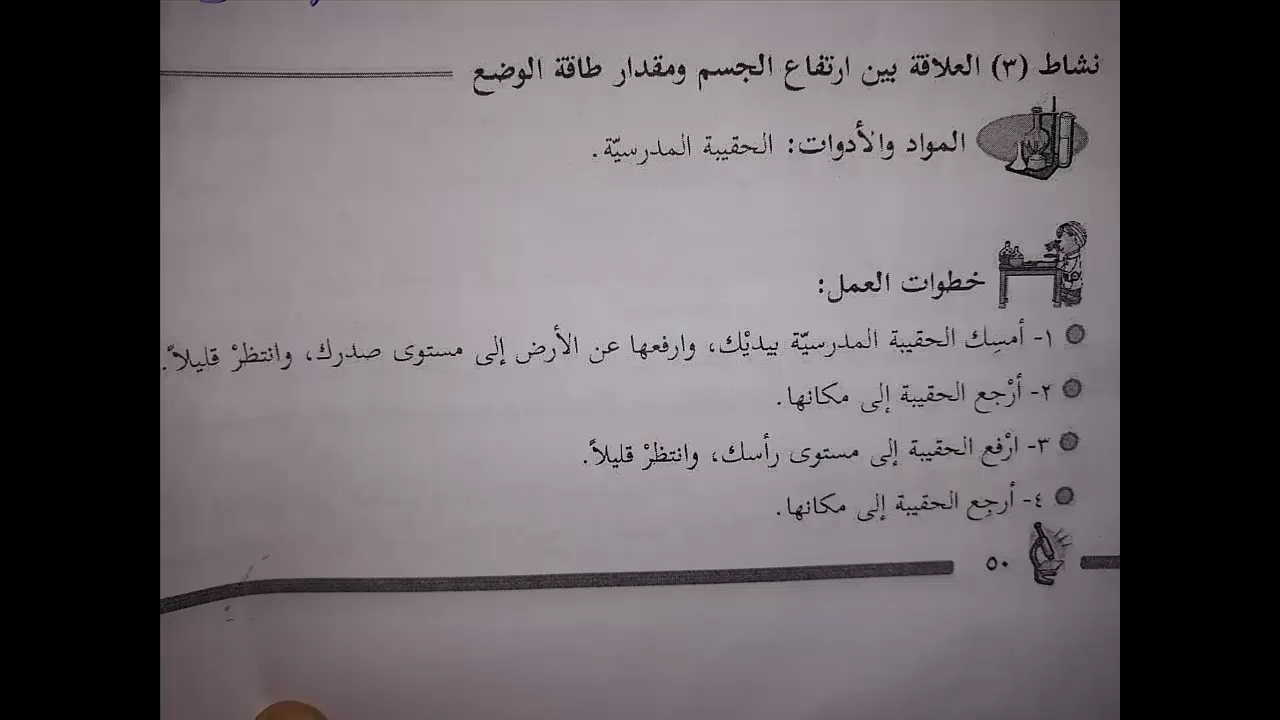 نشاط (٣) العلاقة بين ارتفاع الجسم ومقدار طاقة الوضع
المواد والأدوات: الحقيبة المدرسيّة.
خطوات العمل:
١- أمسِك الحقيبة المدرسيّة بيديْك، وارفعها عن الأرض إلى مستوى صدرك، وانتظرْ قليلاً.
٢- أرْجع الحقيبة إلى مكانها.
٣- ارْفع الحقيبة إلى مستوى رأسك، وانتظرْ قليلاً.
٤- أرجِع الحقيبة إلى مكانها.
٥٠